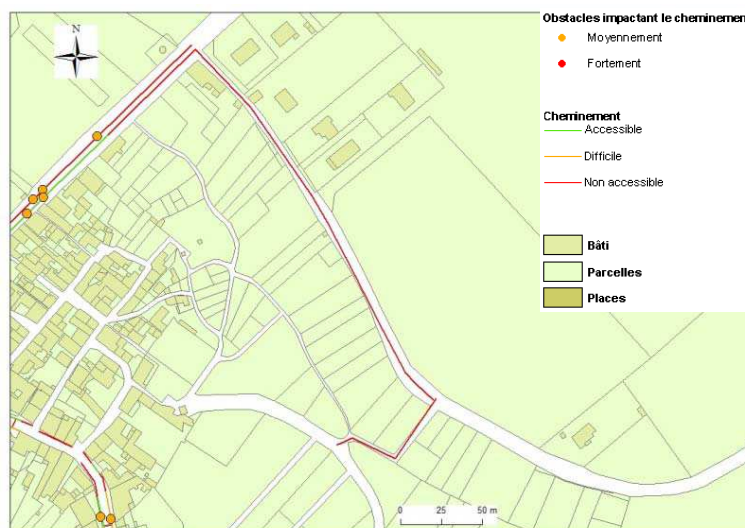 N
Obstacles impactant le cheminemen
Moyennement
Fortement
Cheminement
Accessible
Difficile
Non accessible
Bâti
Parcelles
Places
0 25 50 m